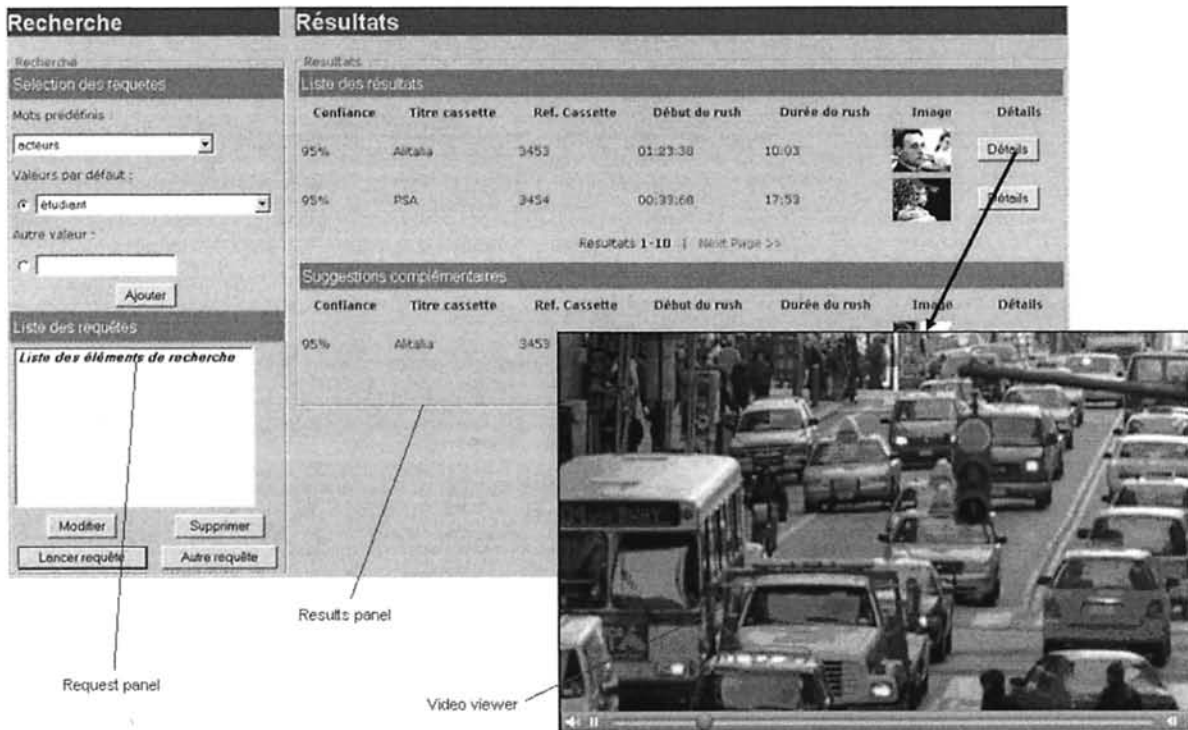 Recherche
Recherche
Sélection des requetes
Mots prédéfinis :
acteurs
Valeurs par défaut :
étudiant
Autre valeur :
Ajouter
Liste des requêtes
Liste des éléments de recherche
Modifier
Supprimer
Lancer requête
Autre requête
Request panel
Résultats
Resultats
Liste des résultats
Confiance Titre cassette Ref. Cassette Début du rush Durée du rush Image Détails
95% Alitalia 3453 01:23:38 10:03 Détails
95% PSA 3454 00:33:68 17:53 Détails
Resultats 1-10 | Next Page >>
Suggestions complémentaires
Confiance Titre cassette Ref. Cassette Début du rush Durée du rush Image Détails
95% Alitalia 3453
Results panel
Video viewer